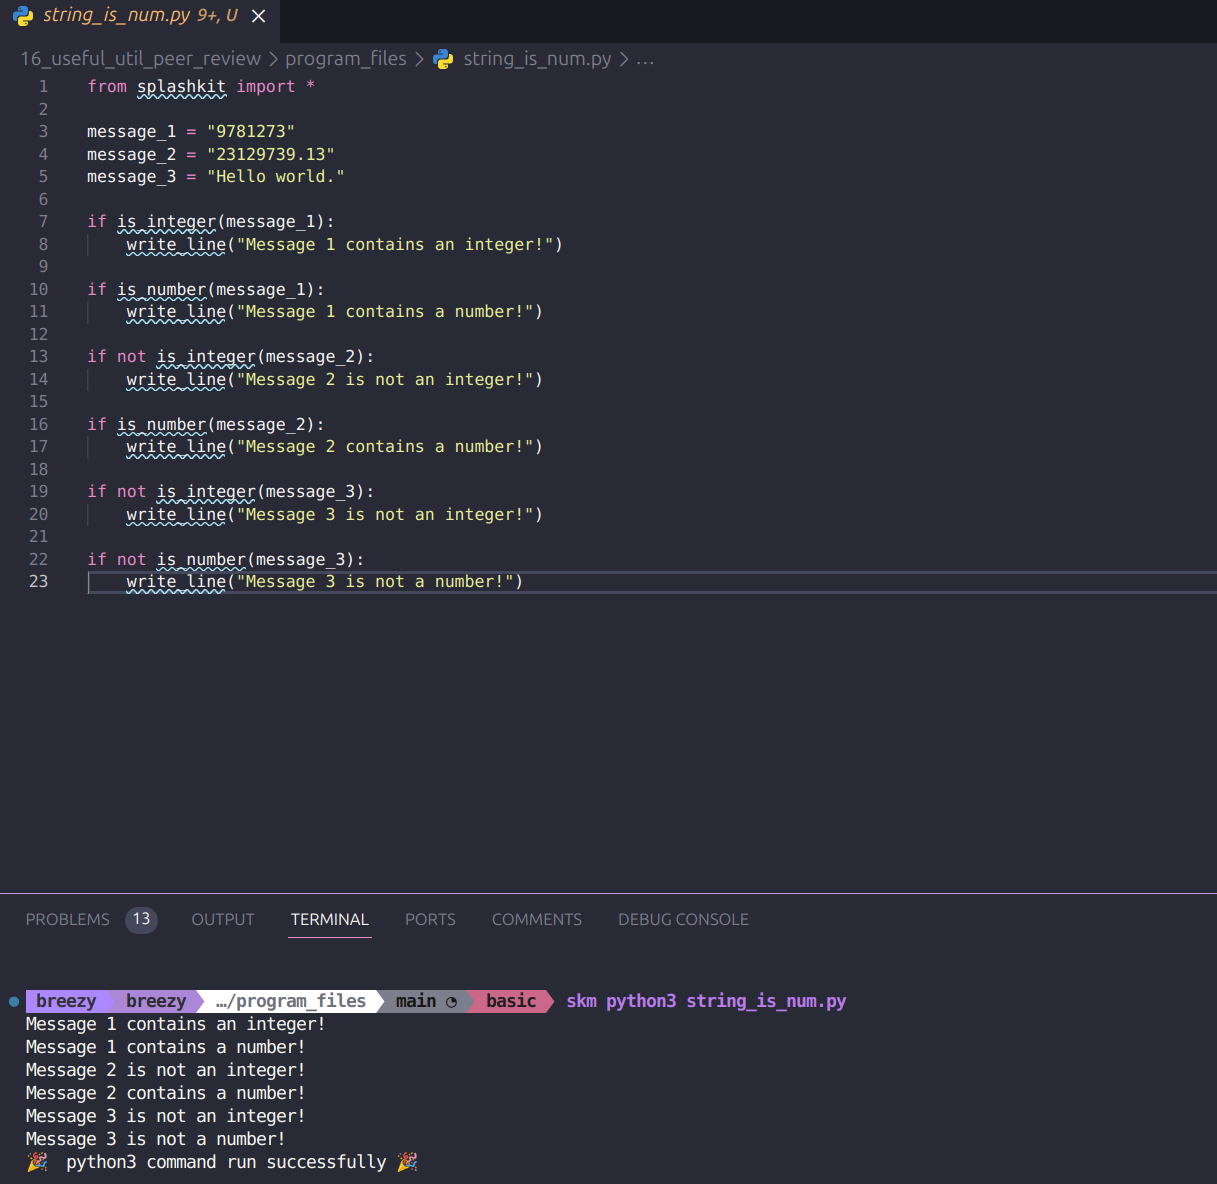 string_is_num.py 9+, U
16_useful_util_peer_review > program_files > string_is_num.py > ...
1 from splashkit import *
2
3 message_1 = "9781273"
4 message_2 = "23129739.13"
5 message_3 = "Hello world."
6
7 if is_integer(message_1):
8     write_line("Message 1 contains an integer!")
9
10 if is_number(message_1):
11     write_line("Message 1 contains a number!")
12
13 if not is_integer(message_2):
14     write_line("Message 2 is not an integer!")
15
16 if is_number(message_2):
17     write_line("Message 2 contains a number!")
18
19 if not is_integer(message_3):
20     write_line("Message 3 is not an integer!")
21
22 if not is_number(message_3):
23     write_line("Message 3 is not a number!")
PROBLEMS 13 OUTPUT TERMINAL PORTS COMMENTS DEBUG CONSOLE
breezy breezy …/program_files main basic skm python3 string_is_num.py
Message 1 contains an integer!
Message 1 contains a number!
Message 2 is not an integer!
Message 2 contains a number!
Message 3 is not an integer!
Message 3 is not a number!
🎉 python3 command run successfully 🎉